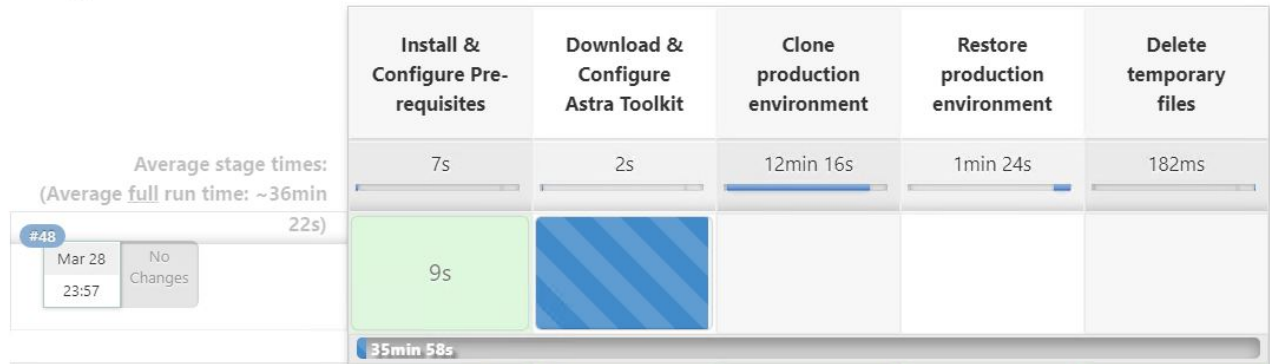 Install &
Configure Pre-
requisites
Download &
Configure
Astra Toolkit
Clone
production
environment
Restore
production
environment
Delete
temporary
files
Average stage times:
(Average full run time: ~36min
22s)
7s
2s
12min 16s
1min 24s
182ms
#48
Mar 28
23:57
No
Changes
9s
35min 58s